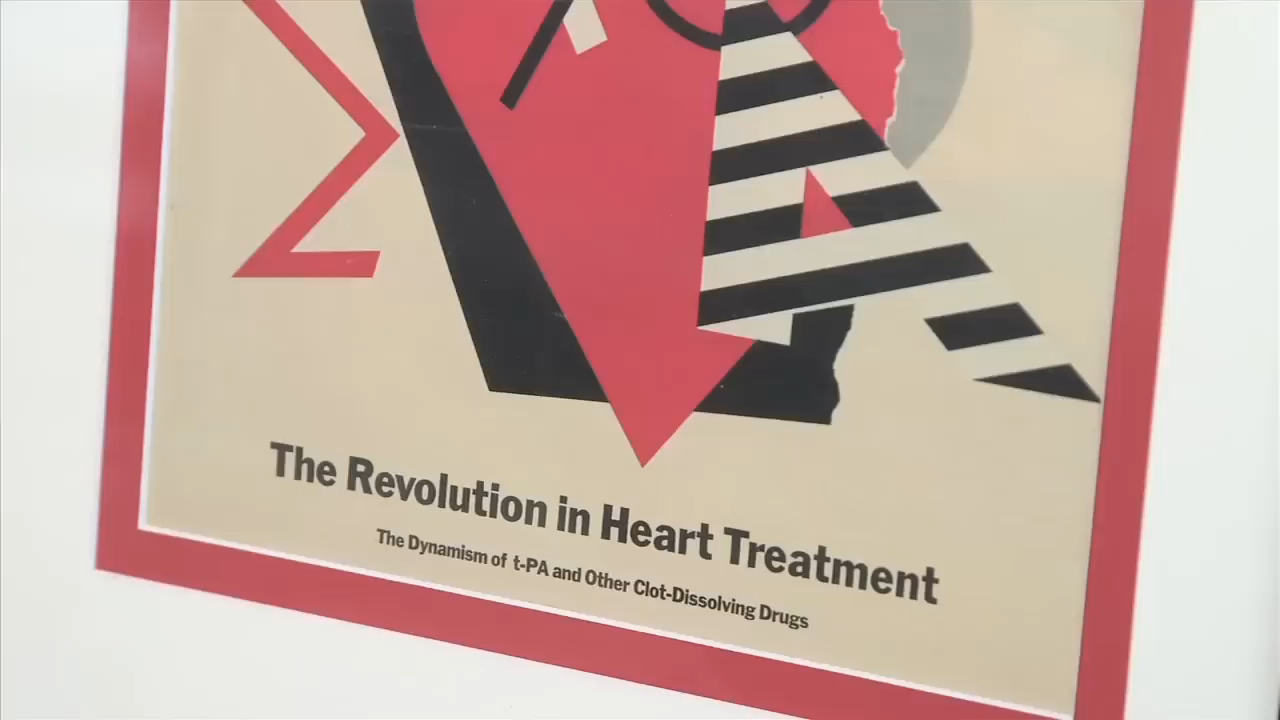 The Revolution in Heart Treatment
The Dynamism of t-PA and Other Clot-Dissolving Drugs